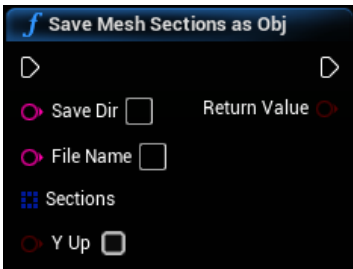 f Save Mesh Sections as Obj
Save Dir
Return Value
File Name
Sections
Y Up